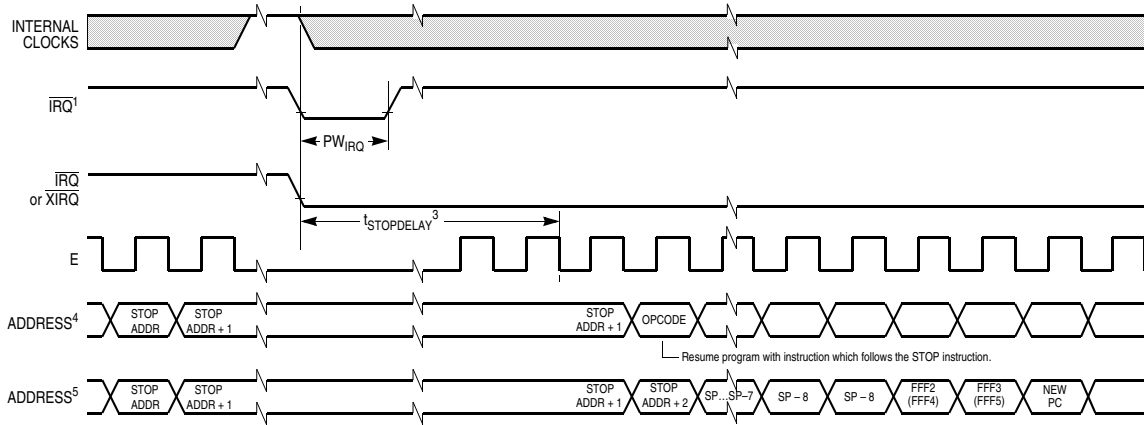 INTERNAL
CLOCKS
IRQ1
PWIRQ
IRQ
or XIRQ
tSTOPDELAY3
E
ADDRESS4
STOP
ADDR
STOP
ADDR + 1
STOP
ADDR + 1
OPCODE
Resume program with instruction which follows the STOP instruction.
ADDRESS5
STOP
ADDR
STOP
ADDR + 1
STOP
ADDR + 1
STOP
ADDR + 2
SP…SP–7
SP – 8
SP – 8
FFF2
(FFF4)
FFF3
(FFF5)
NEW
PC